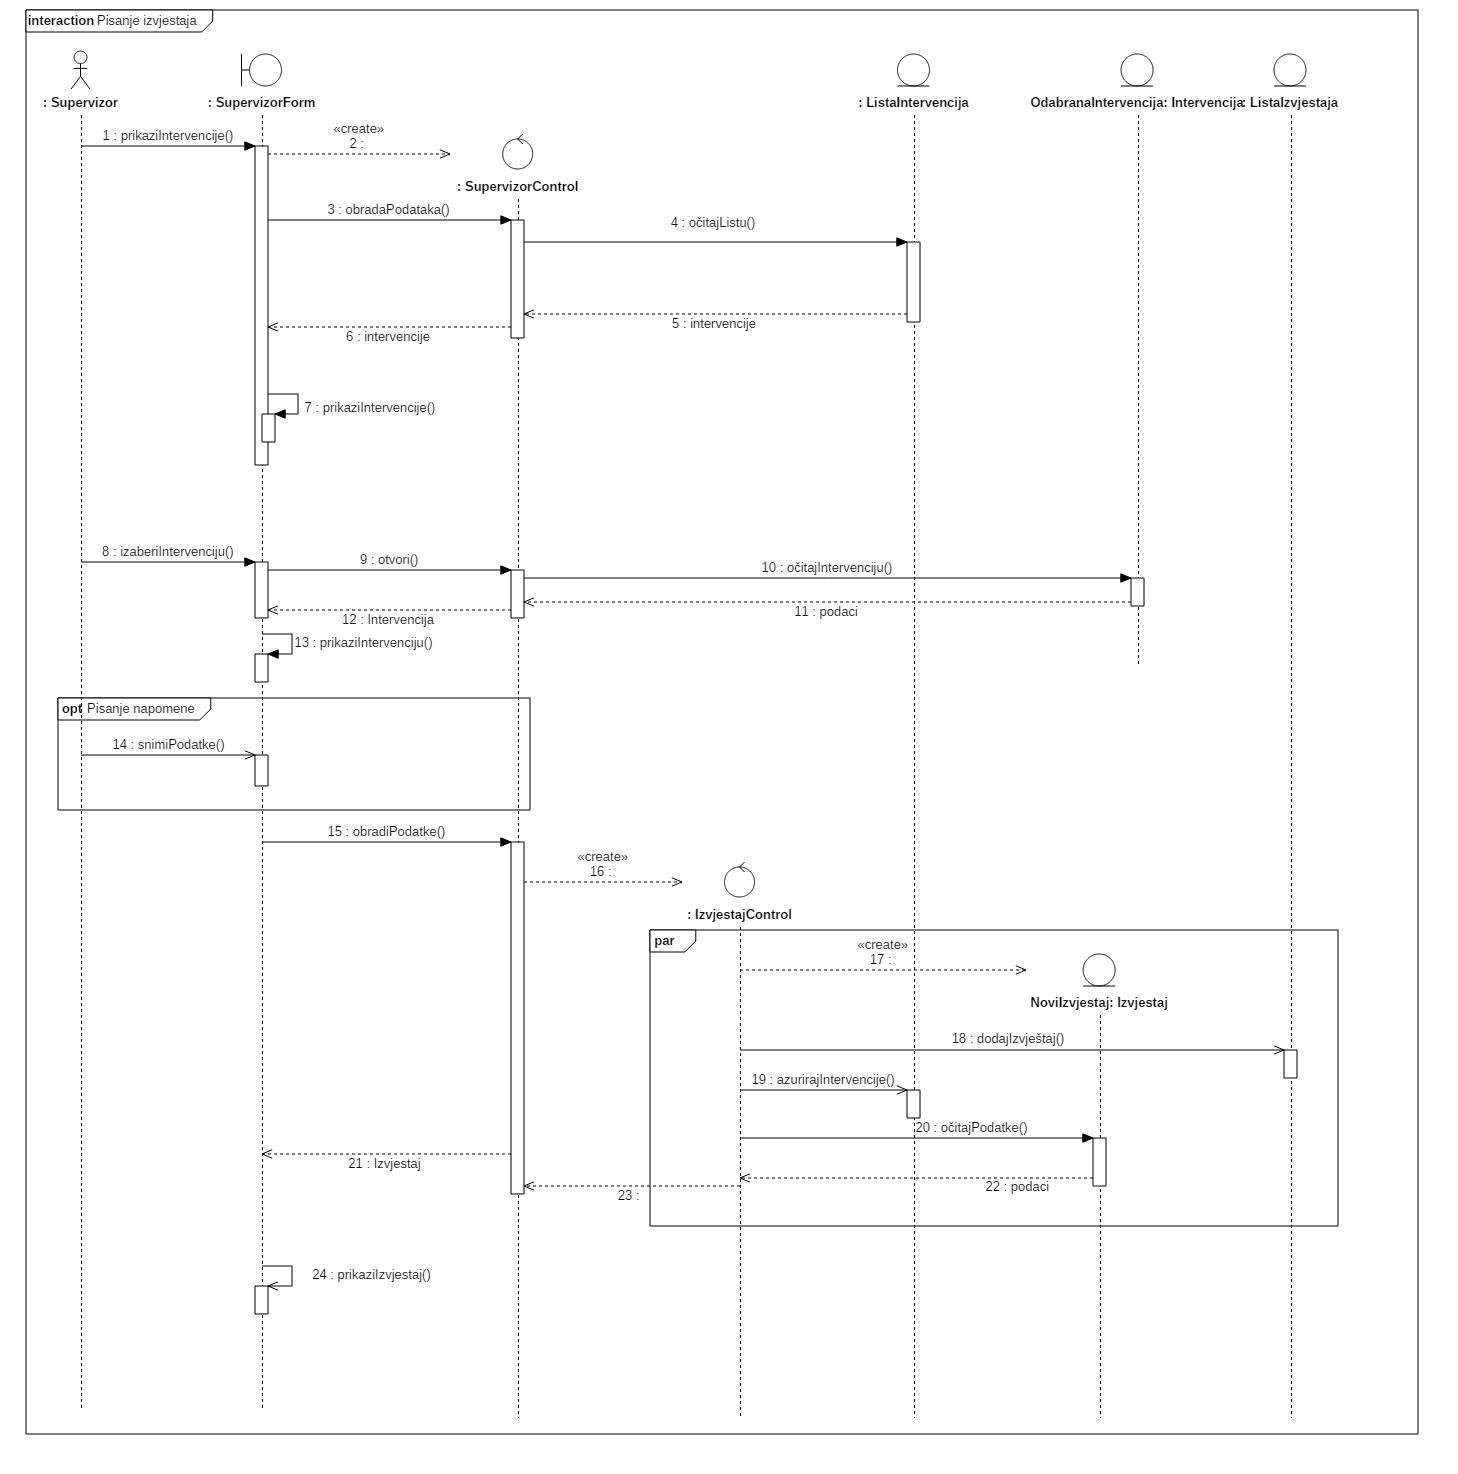 interaction Pisanje izvjestaja
: Supervizor
: SupervizorForm
: ListaIntervencija
OdabranaIntervencija: Intervencija
: ListaIzvjestaja
1 : prikaziIntervencije()
«create»
2 :
: SupervizorControl
3 : obradaPodataka()
4 : očitajListu()
5 : intervencije
6 : intervencije
7 : prikaziIntervencije()
8 : izaberiIntervenciju()
9 : otvori()
10 : očitajIntervenciju()
11 : podaci
12 : Intervencija
13 : prikaziIntervenciju()
opt Pisanje napomene
14 : snimiPodatke()
15 : obradiPodatke()
«create»
16 :
: IzvjestajControl
par
«create»
17 :
NoviIzvjestaj: Izvjestaj
18 : dodajIzvještaj()
19 : azurirajIntervencije()
20 : očitajPodatke()
21 : Izvjestaj
22 : podaci
23 :
24 : prikaziIzvjestaj()